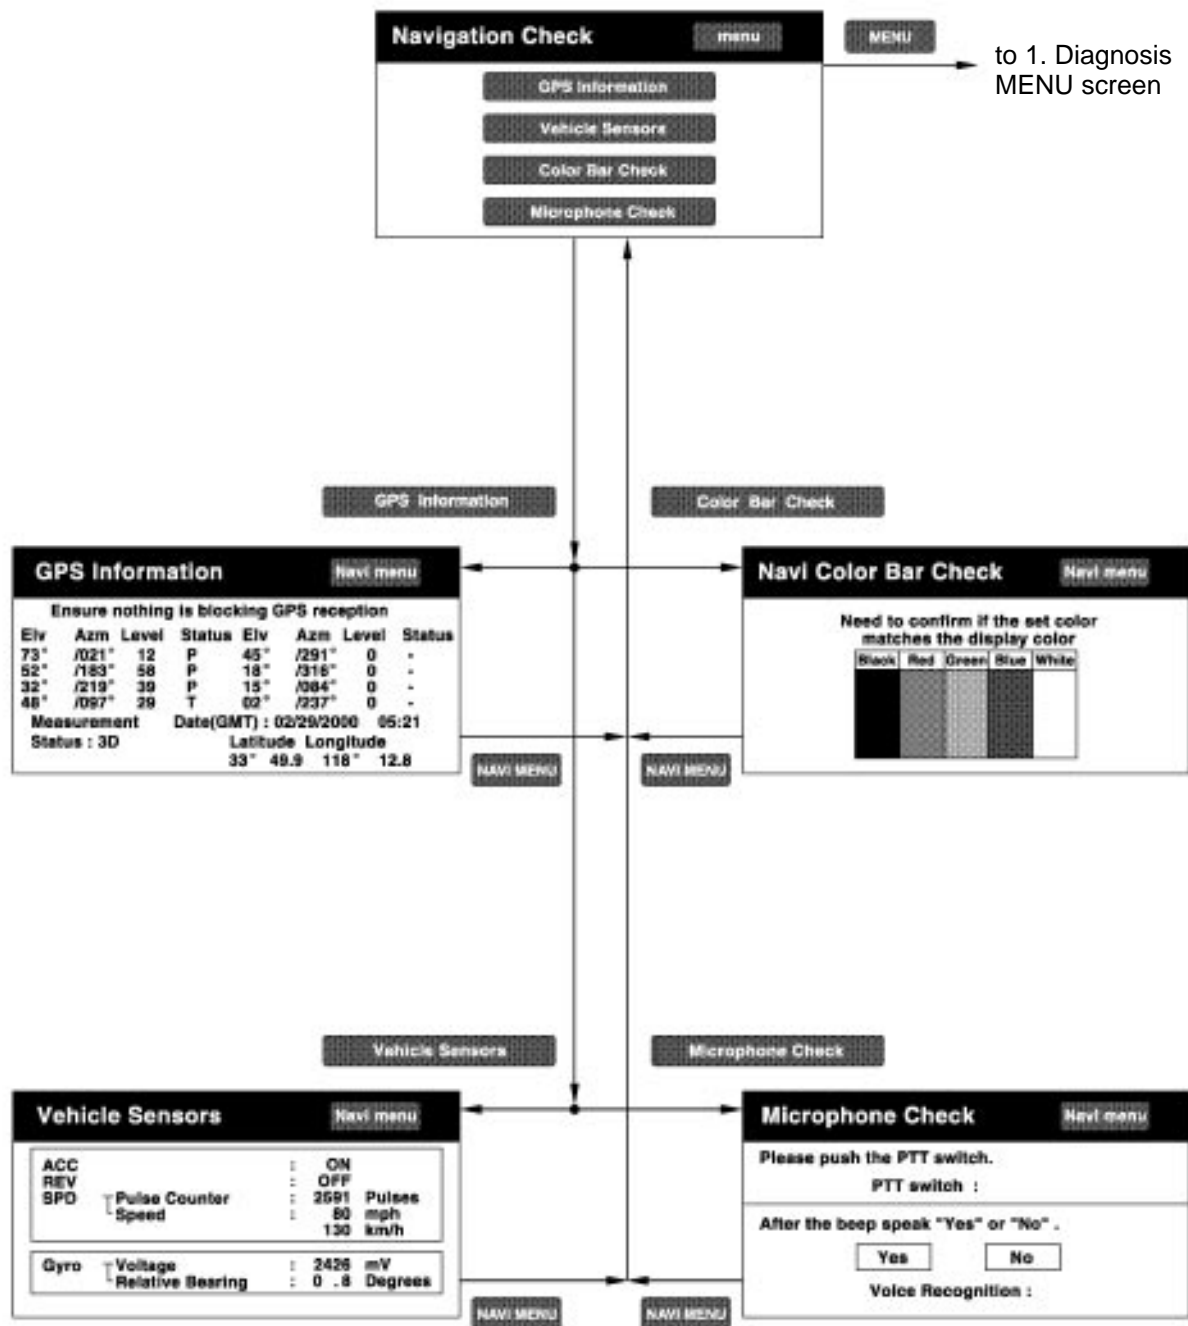 Navigation Check menu MENU
to 1. Diagnosis
MENU screen
GPS Information
Vehicle Sensors
Color Bar Check
Microphone Check
GPS Information Color Bar Check
GPS Information Navi menu
Ensure nothing is blocking GPS reception
Elv Azm Level Status Elv Azm Level Status
73° /021° 12 P 45° /291° 0 -
52° /183° 58 P 18° /316° 0 -
32° /219° 39 P 15° /084° 0 -
48° /097° 29 T 02° /237° 0 -
Measurement Date(GMT) : 02/29/2000 05:21
Status : 3D Latitude Longitude
33° 49.9 118° 12.8
NAVI MENU
Navi Color Bar Check Navi menu
Need to confirm if the set color
matches the display color
Black Red Green Blue White
NAVI MENU
Vehicle Sensors Microphone Check
Vehicle Sensors Navi menu
ACC : ON
REV : OFF
SPD Pulse Counter : 2591 Pulses
Speed : 80 mph
130 km/h
Gyro Voltage : 2426 mV
Relative Bearing : 0 .8 Degrees
NAVI MENU
Microphone Check Navi menu
Please push the PTT switch.
PTT switch :
After the beep speak "Yes" or "No" .
Yes No
Voice Recognition :
NAVI MENU